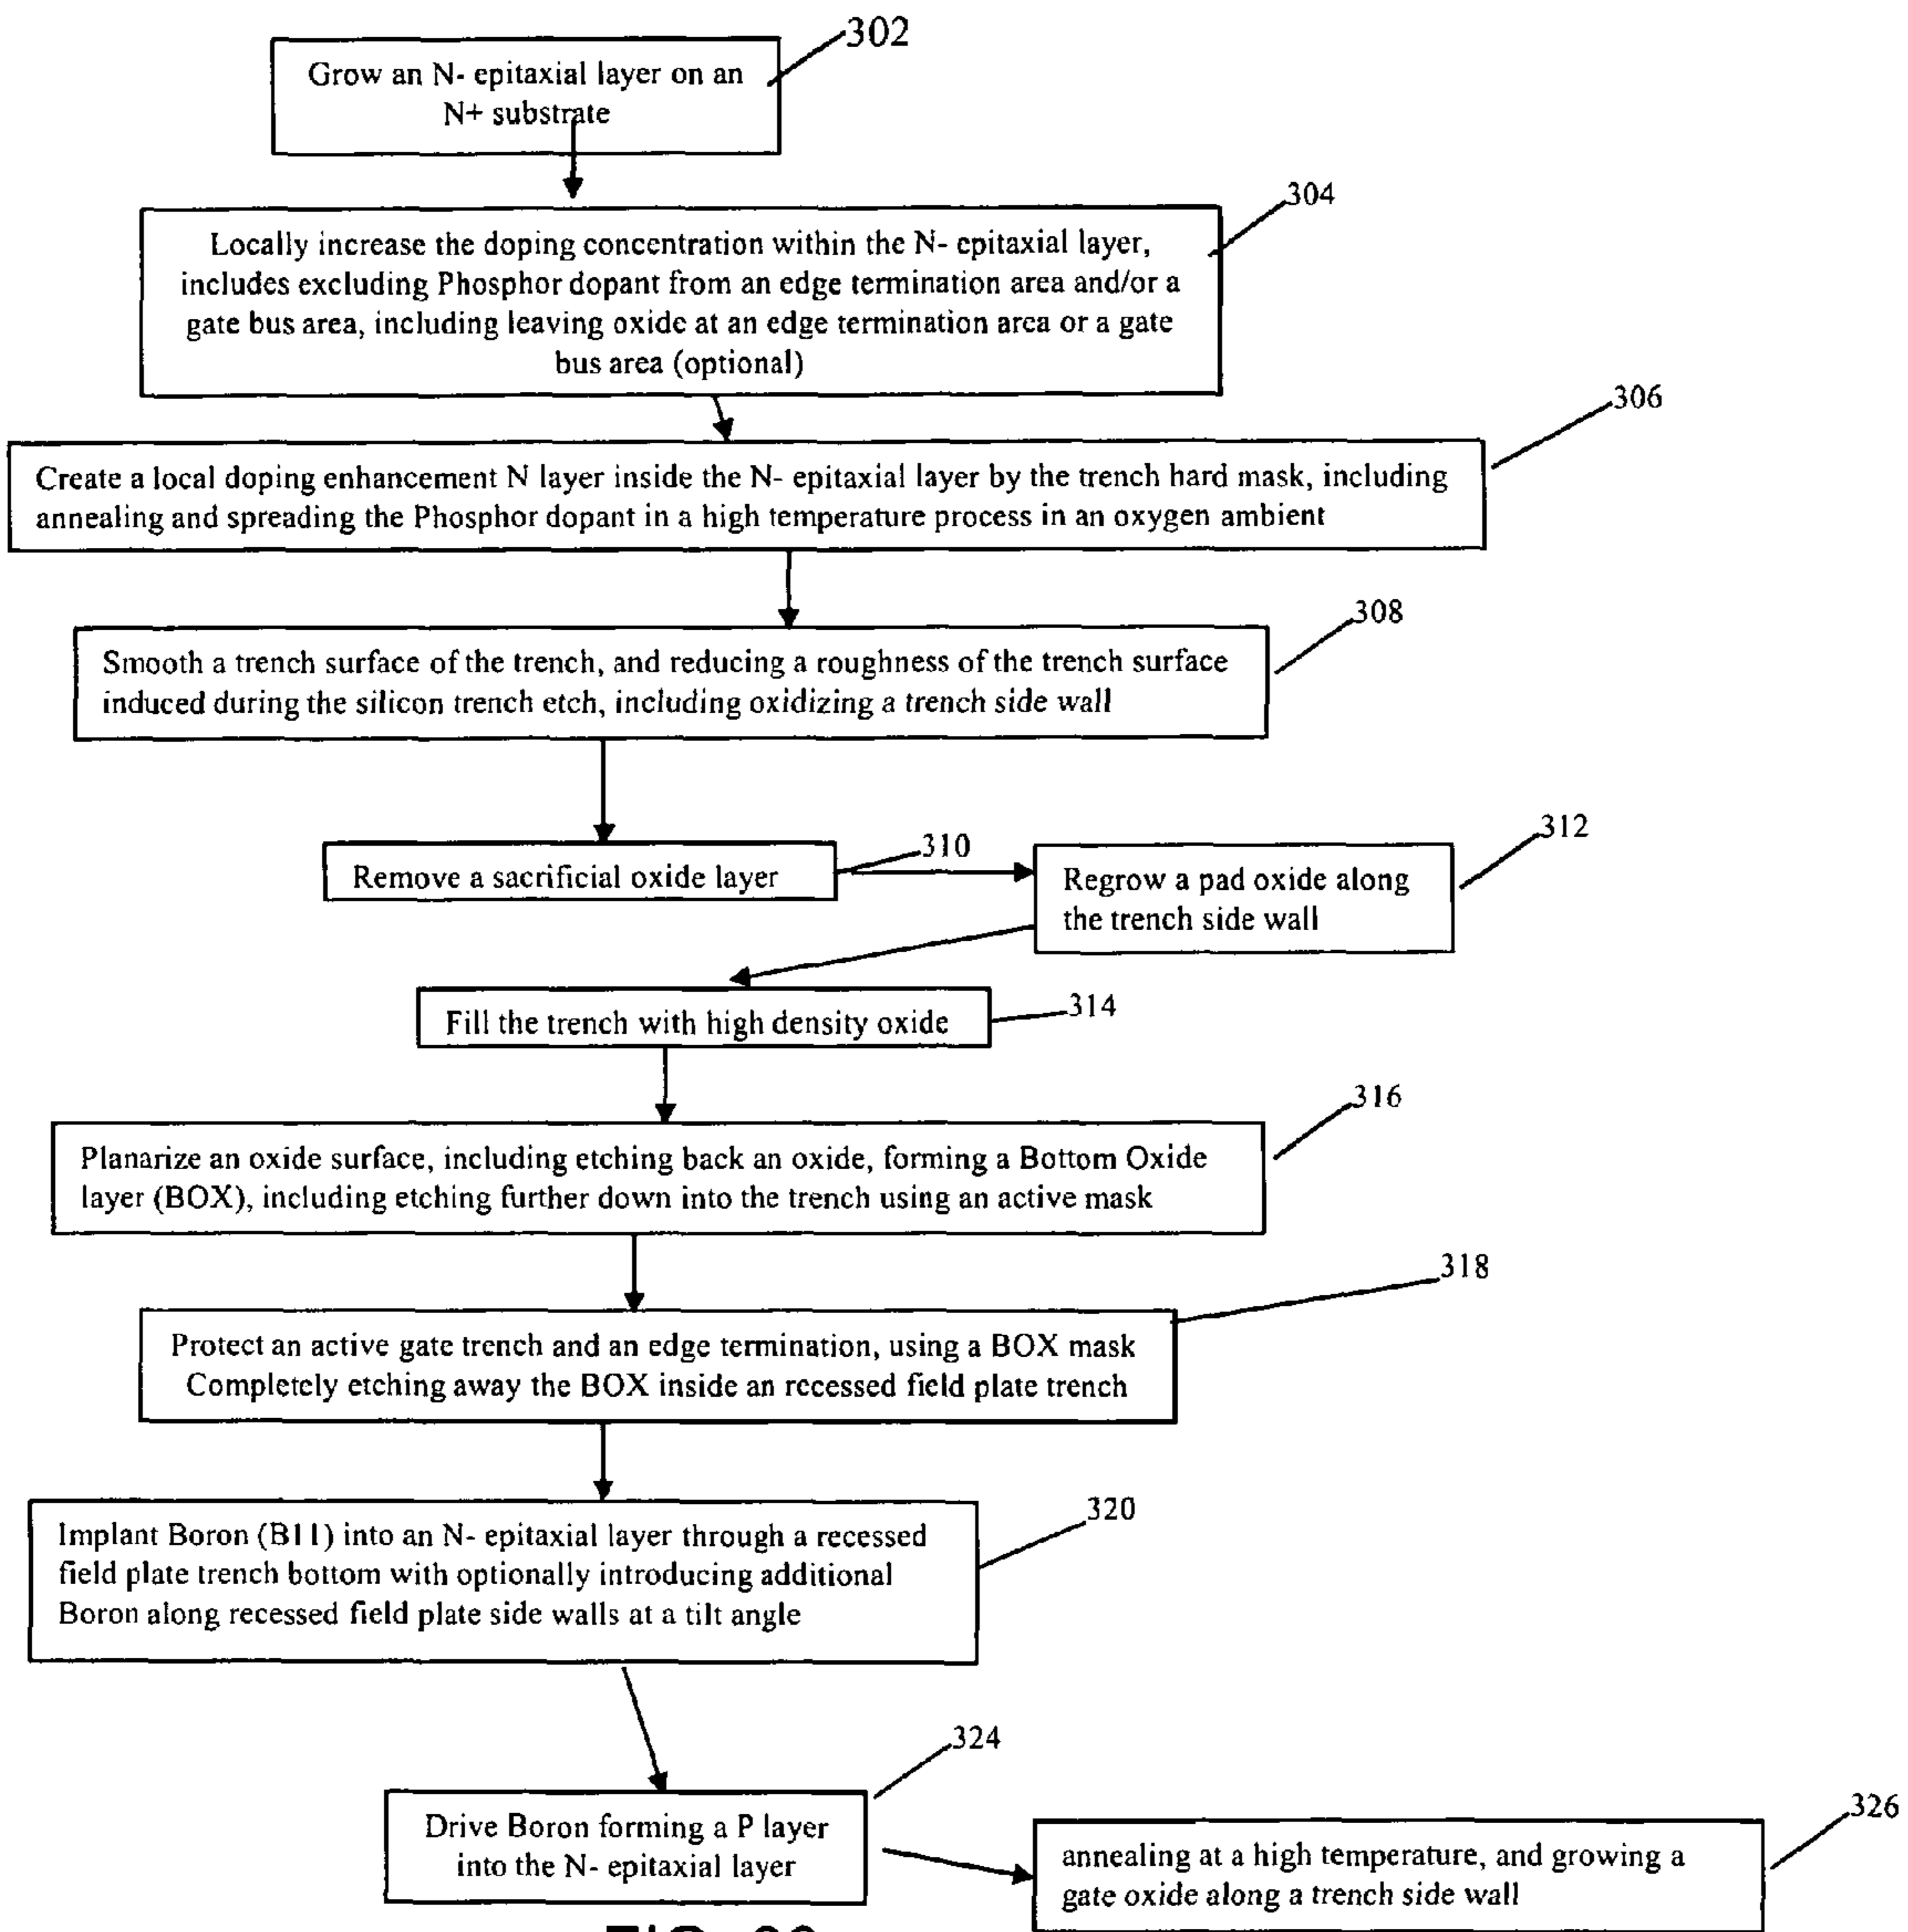 302
Grow an N- epitaxial layer on an
N+ substrate
304
Locally increase the doping concentration within the N- epitaxial layer,
includes excluding Phosphor dopant from an edge termination area and/or a
gate bus area, including leaving oxide at an edge termination area or a gate
bus area (optional)
306
Create a local doping enhancement N layer inside the N- epitaxial layer by the trench hard mask, including
annealing and spreading the Phosphor dopant in a high temperature process in an oxygen ambient
308
Smooth a trench surface of the trench, and reducing a roughness of the trench surface
induced during the silicon trench etch, including oxidizing a trench side wall
310
Remove a sacrificial oxide layer
312
Regrow a pad oxide along
the trench side wall
314
Fill the trench with high density oxide
316
Planarize an oxide surface, including etching back an oxide, forming a Bottom Oxide
layer (BOX), including etching further down into the trench using an active mask
318
Protect an active gate trench and an edge termination, using a BOX mask
Completely etching away the BOX inside an recessed field plate trench
320
Implant Boron (B11) into an N- epitaxial layer through a recessed
field plate trench bottom with optionally introducing additional
Boron along recessed field plate side walls at a tilt angle
324
Drive Boron forming a P layer
into the N- epitaxial layer
326
annealing at a high temperature, and growing a
gate oxide along a trench side wall